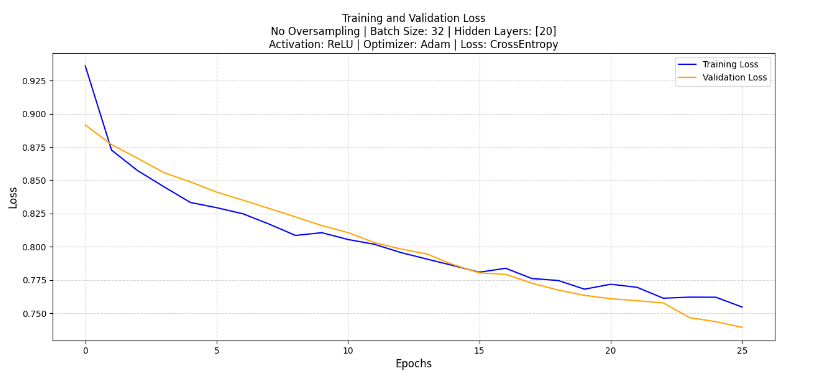 Training and Validation Loss
No Oversampling | Batch Size: 32 | Hidden Layers: [20]
Activation: ReLU | Optimizer: Adam | Loss: CrossEntropy
Training Loss
Validation Loss
Loss
0.925
0.900
0.875
0.850
0.825
0.800
0.775
0.750
0 5 10 15 20 25
Epochs